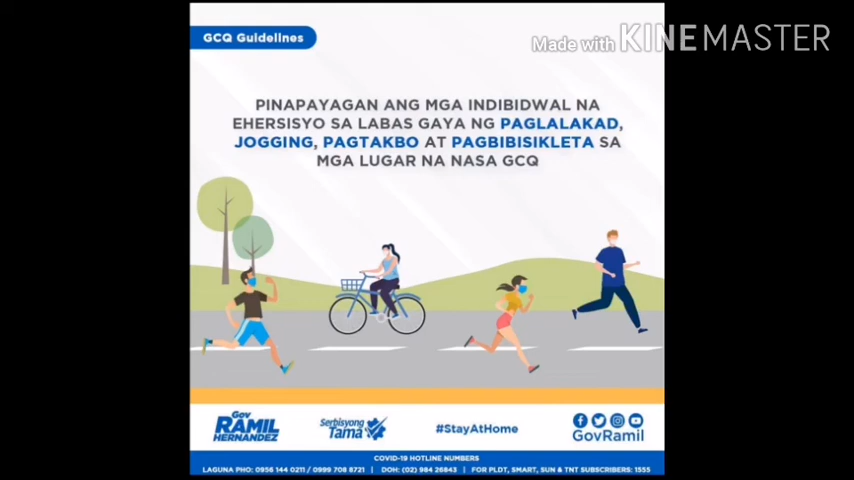 GCQ Guidelines
Made with KINEMASTER
PINAPAYAGAN ANG MGA INDIBIDWAL NA
EHERSISYO SA LABAS GAYA NG PAGLALAKAD,
JOGGING, PAGTAKBO AT PAGBIBISIKLETA SA
MGA LUGAR NA NASA GCQ
Gov
RAMIL
HERNANDEZ
Serbisyong
Tama
#StayAtHome
GovRamil
COVID-19 HOTLINE NUMBERS
LAGUNA PHO: 0956 144 0211 / 0999 708 8721 | DOH: (02) 984 26843 | FOR PLDT, SMART, SUN & TNT SUBSCRIBERS: 1555